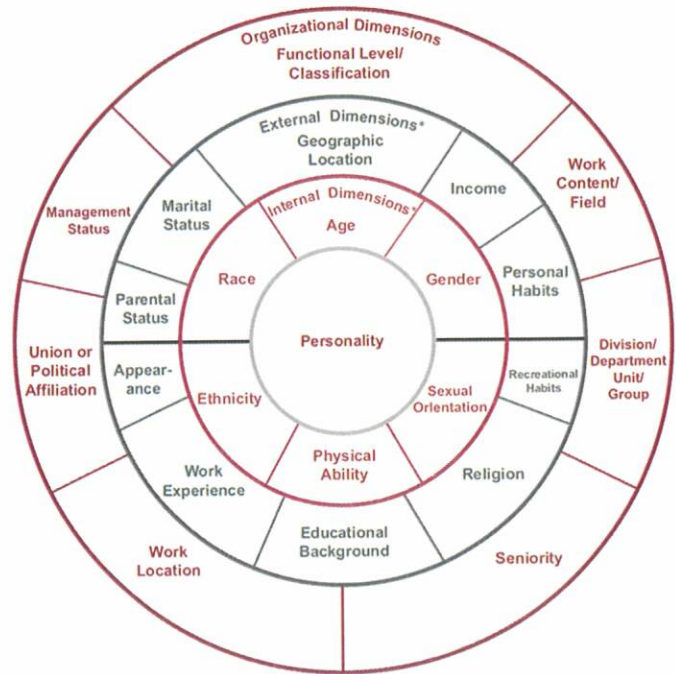 Organizational Dimensions
Functional Level/
Classification
External Dimensions*
Geographic
Location
Marital
Status
Income
Work
Content/
Field
Management
Status
Internal Dimensions*
Age
Race
Gender
Personal
Habits
Parental
Status
Personality
Union or
Political
Affiliation
Division/
Department
Unit/
Group
Appear-
ance
Ethnicity
Sexual
Orientation
Recreational
Habits
Physical
Ability
Work
Experience
Religion
Educational
Background
Work
Location
Seniority